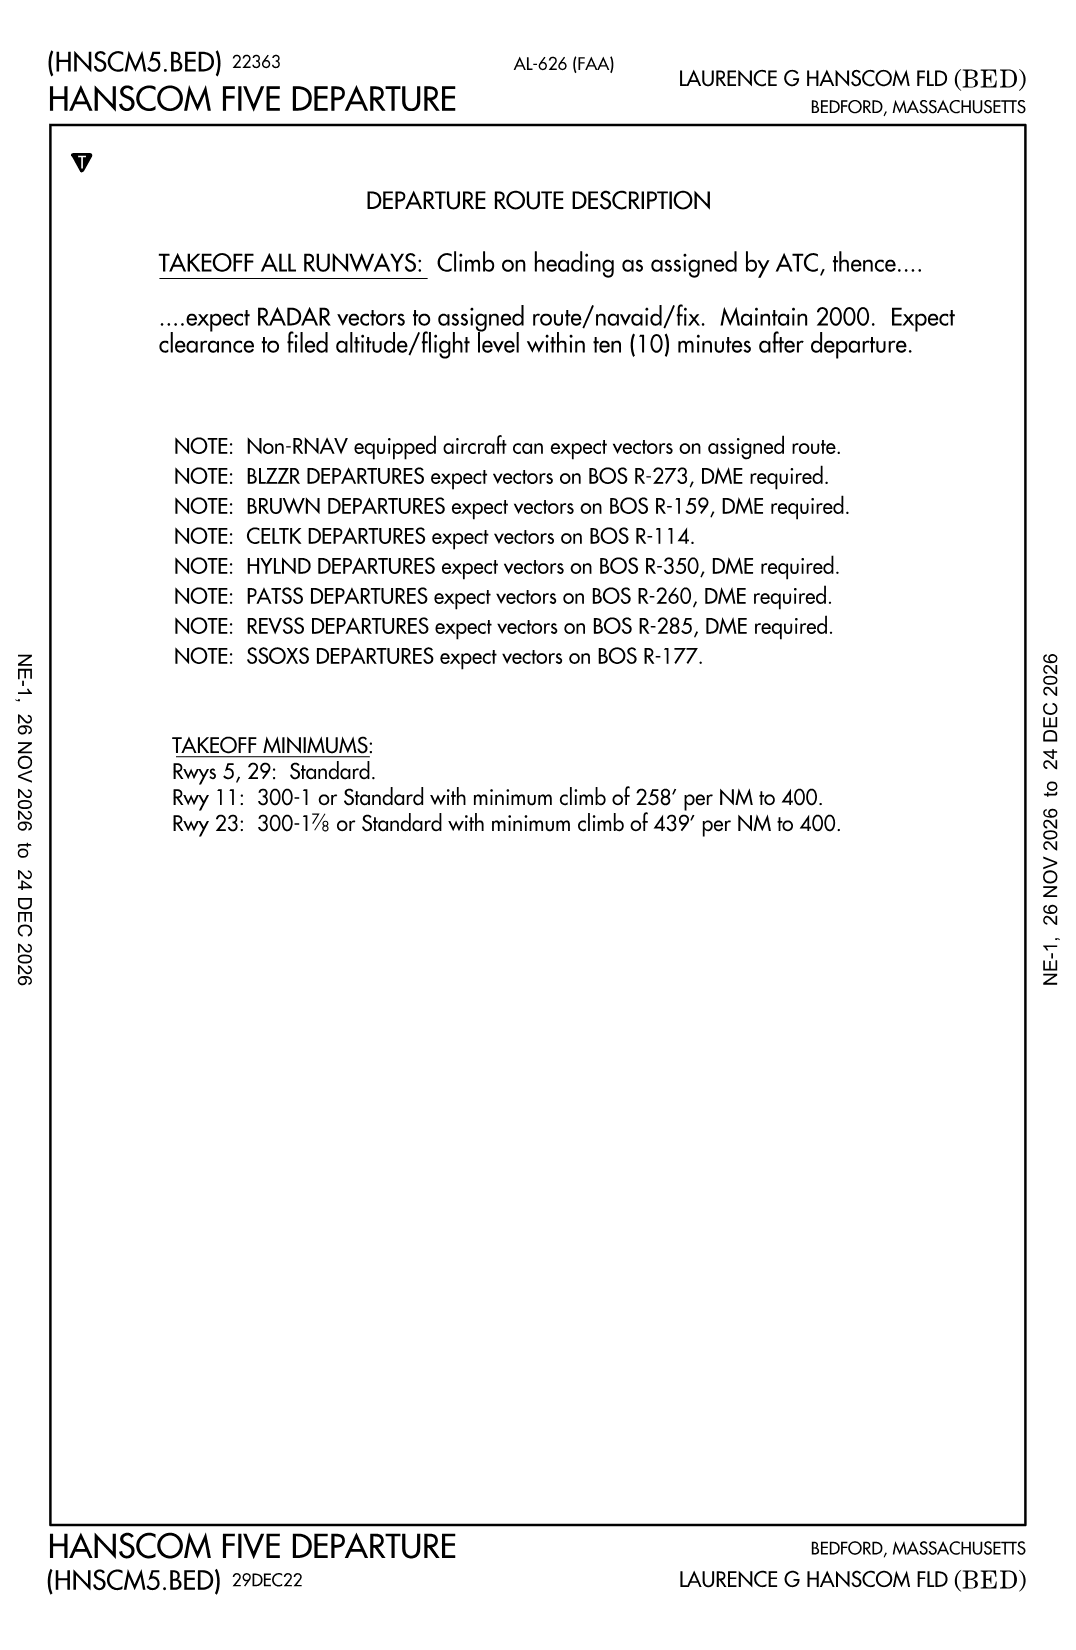 (HNSCM5.BED) 22363
AL-626 (FAA)
LAURENCE G HANSCOM FLD (BED)
HANSCOM FIVE DEPARTURE
BEDFORD, MASSACHUSETTS
T
DEPARTURE ROUTE DESCRIPTION
TAKEOFF ALL RUNWAYS: Climb on heading as assigned by ATC, thence....
....expect RADAR vectors to assigned route/navaid/fix. Maintain 2000. Expect
clearance to filed altitude/flight level within ten (10) minutes after departure.
NOTE: Non-RNAV equipped aircraft can expect vectors on assigned route.
NOTE: BLZZR DEPARTURES expect vectors on BOS R-273, DME required.
NOTE: BRUWN DEPARTURES expect vectors on BOS R-159, DME required.
NOTE: CELTK DEPARTURES expect vectors on BOS R-114.
NOTE: HYLND DEPARTURES expect vectors on BOS R-350, DME required.
NOTE: PATSS DEPARTURES expect vectors on BOS R-260, DME required.
NOTE: REVSS DEPARTURES expect vectors on BOS R-285, DME required.
NOTE: SSOXS DEPARTURES expect vectors on BOS R-177.
TAKEOFF MINIMUMS:
Rwys 5, 29: Standard.
Rwy 11: 300-1 or Standard with minimum climb of 258′ per NM to 400.
Rwy 23: 300-1⅞ or Standard with minimum climb of 439′ per NM to 400.
NE-1, 26 NOV 2026 to 24 DEC 2026
NE-1, 26 NOV 2026 to 24 DEC 2026
HANSCOM FIVE DEPARTURE
BEDFORD, MASSACHUSETTS
(HNSCM5.BED) 29DEC22
LAURENCE G HANSCOM FLD (BED)